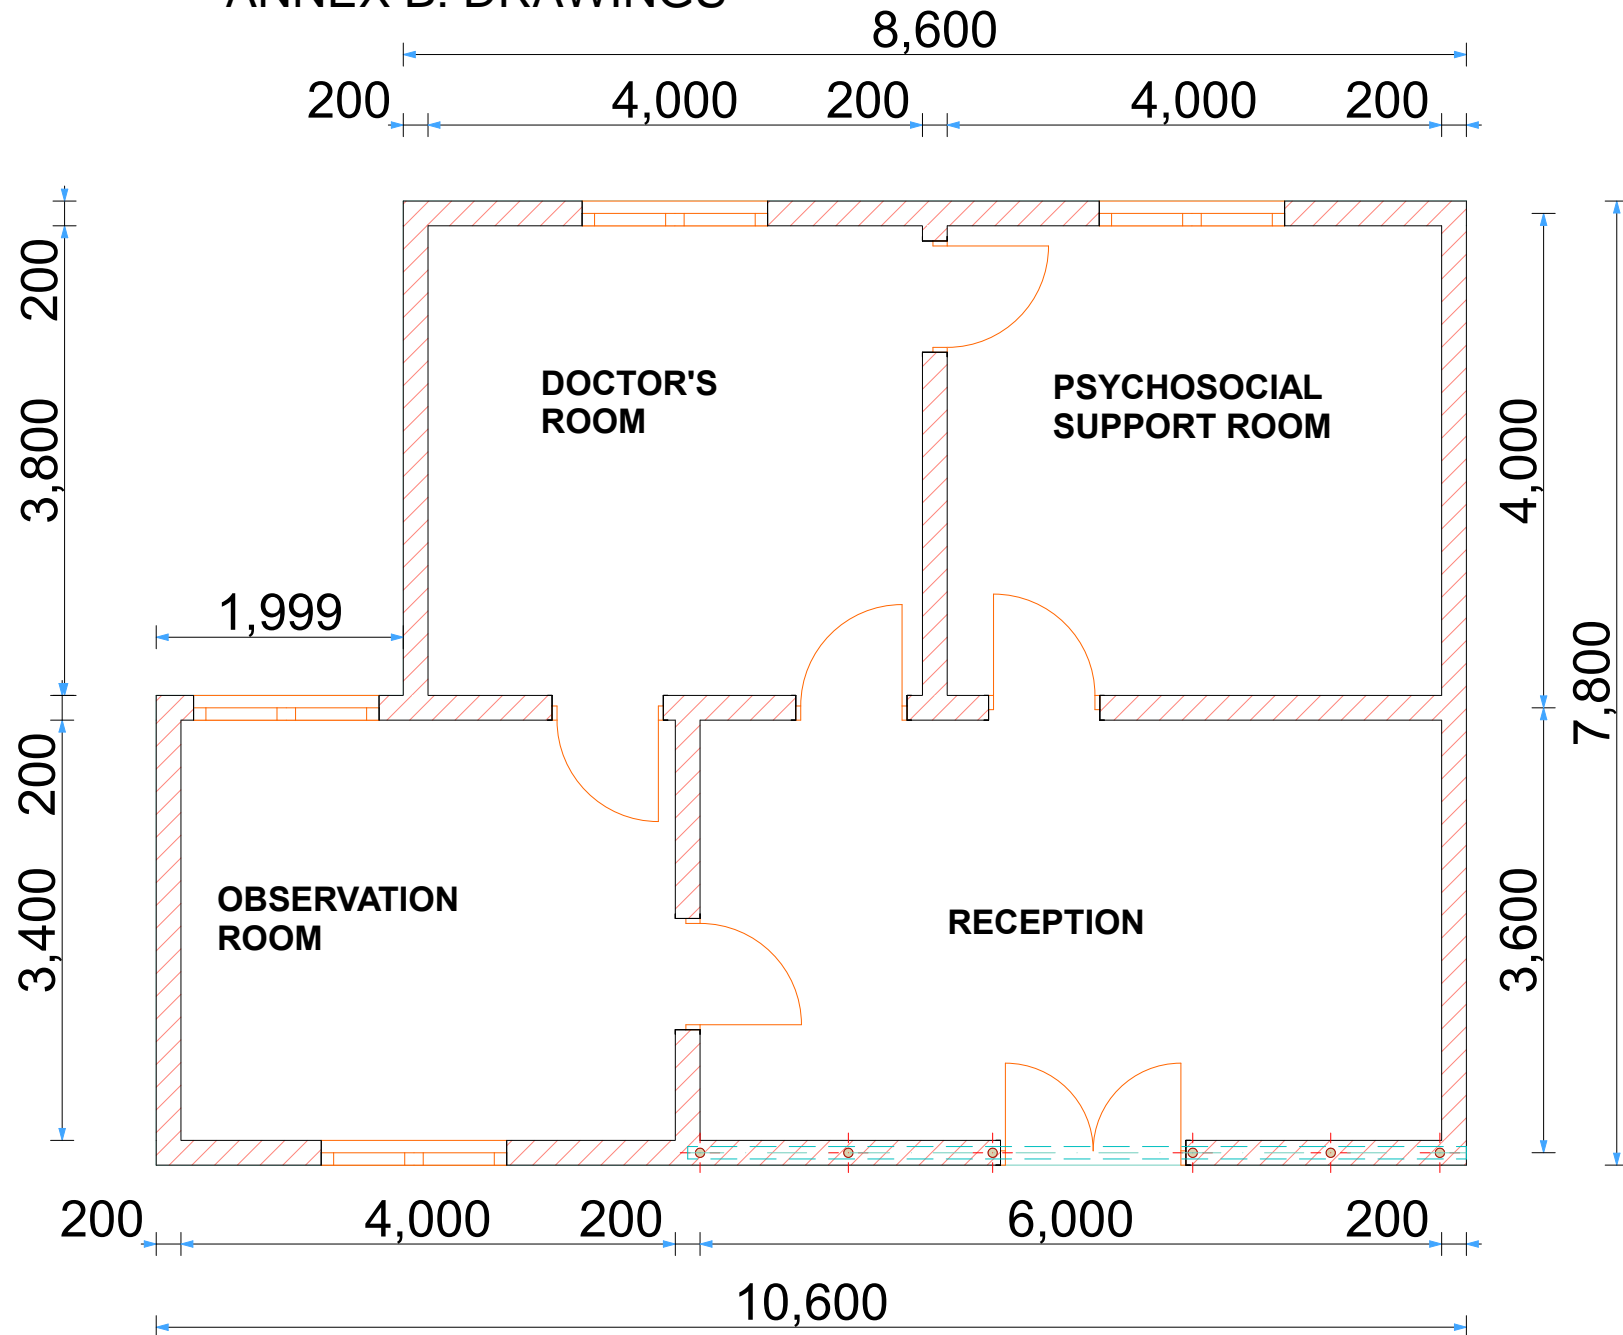 ANNEX B: DRAWINGS
8,600
200 4,000 200 4,000 200
200
3,800
DOCTOR'S
ROOM
PSYCHOSOCIAL
SUPPORT ROOM
4,000
1,999
7,800
200
3,400
OBSERVATION
ROOM
RECEPTION
3,600
200 4,000 200 6,000 200
10,600